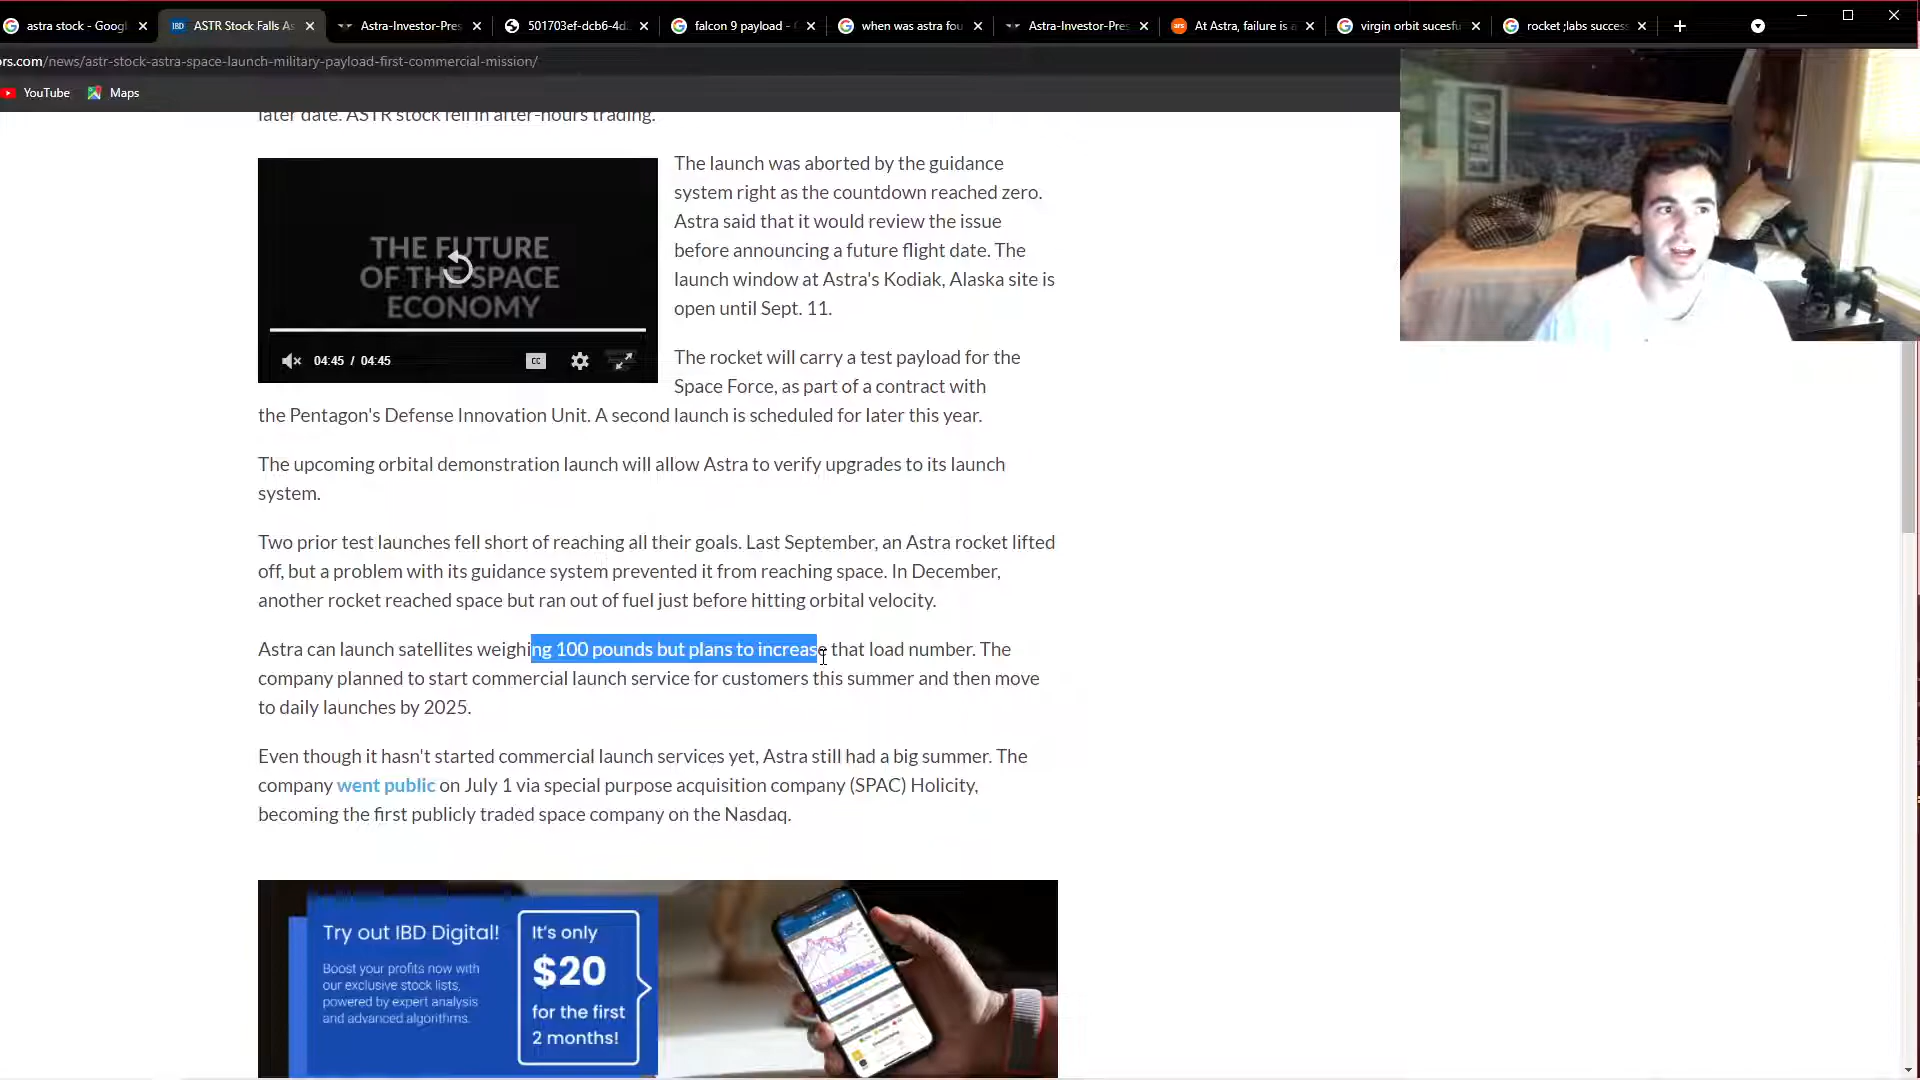 astra stock - Googl
ASTR Stock Falls As
Astra-Investor-Pres
501703ef-dcb6-4d
falcon 9 payload -
when was astra fou
Astra-Investor-Pres
ars
At Astra, failure is a
virgin orbit sucesfu
rocket ;labs success
ors.com/news/astr-stock-astra-space-launch-military-payload-first-commercial-mission/
YouTube
Maps
later date. ASTR stock fell in after-hours trading.
THE FUTURE
OF THE SPACE
ECONOMY
04:45 / 04:45
CC
The launch was aborted by the guidance
system right as the countdown reached zero.
Astra said that it would review the issue
before announcing a future flight date. The
launch window at Astra's Kodiak, Alaska site is
open until Sept. 11.
The rocket will carry a test payload for the
Space Force, as part of a contract with
the Pentagon's Defense Innovation Unit. A second launch is scheduled for later this year.
The upcoming orbital demonstration launch will allow Astra to verify upgrades to its launch
system.
Two prior test launches fell short of reaching all their goals. Last September, an Astra rocket lifted
off, but a problem with its guidance system prevented it from reaching space. In December,
another rocket reached space but ran out of fuel just before hitting orbital velocity.
Astra can launch satellites weighing 100 pounds but plans to increase that load number. The
company planned to start commercial launch service for customers this summer and then move
to daily launches by 2025.
Even though it hasn't started commercial launch services yet, Astra still had a big summer. The
company went public on July 1 via special purpose acquisition company (SPAC) Holicity,
becoming the first publicly traded space company on the Nasdaq.
Try out IBD Digital!
Boost your profits now with
our exclusive stock lists,
powered by expert analysis
and advanced algorithms.
It's only
$20
for the first
2 months!